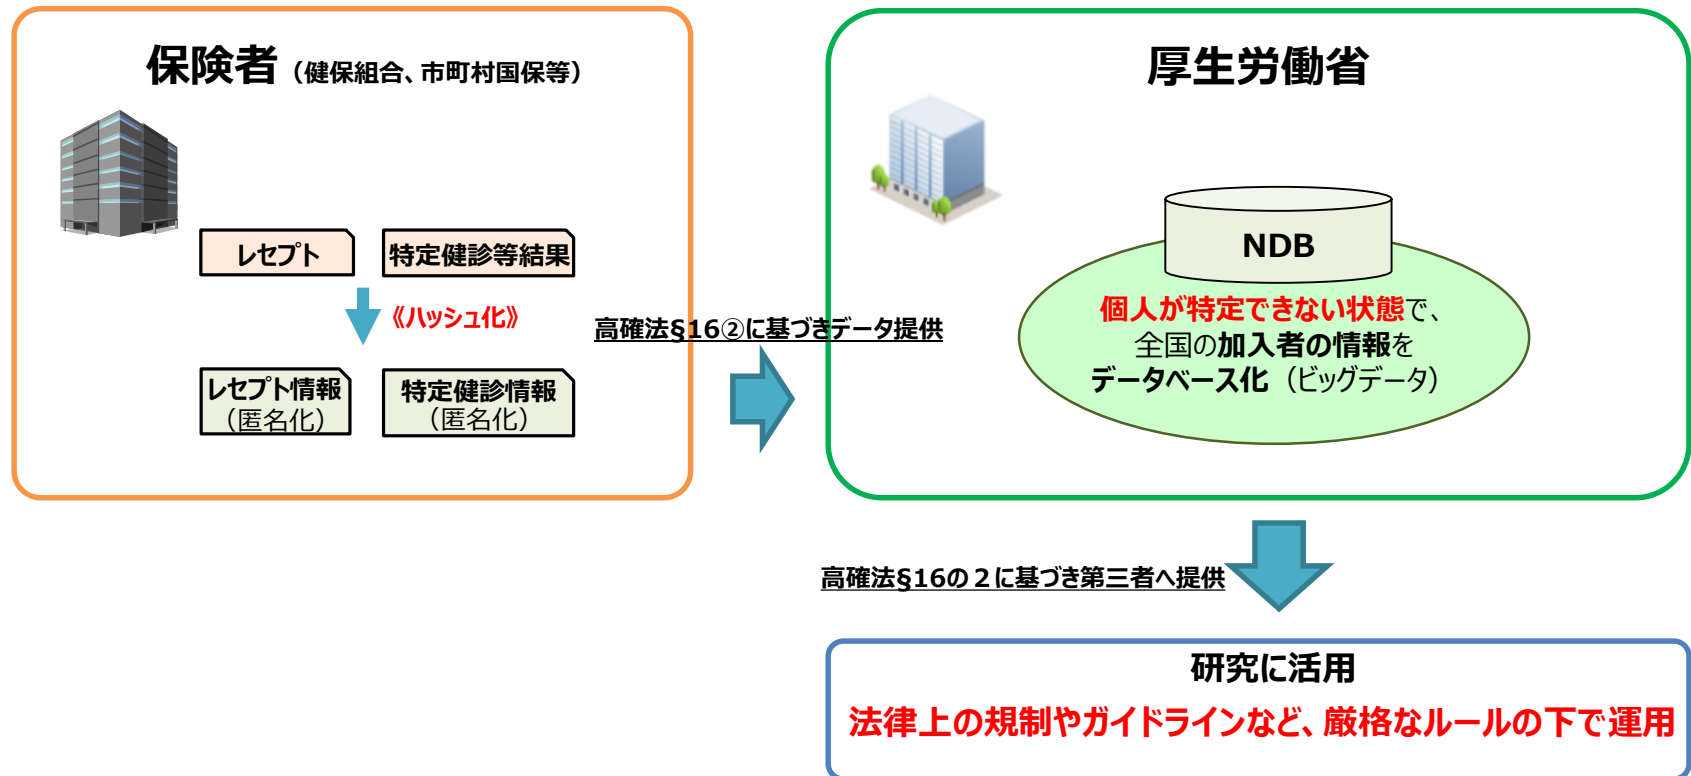 保険者（健保組合、市町村国保等）
レセプト
特定健診等結果
《ハッシュ化》
レセプト情報
（匿名化）
特定健診情報
（匿名化）
高確法§16②に基づきデータ提供
厚生労働省
NDB
個人が特定できない状態で、
全国の加入者の情報を
データベース化（ビッグデータ）
高確法§16の２に基づき第三者へ提供
研究に活用
法律上の規制やガイドラインなど、厳格なルールの下で運用